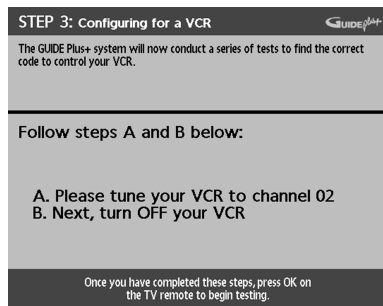 STEP 3: Configuring for a VCR
GUIDE plus+
The GUIDE Plus+ system will now conduct a series of tests to find the correct
code to control your VCR.
Follow steps A and B below:
A. Please tune your VCR to channel 02
B. Next, turn OFF your VCR
Once you have completed these steps, press OK on
the TV remote to begin testing.